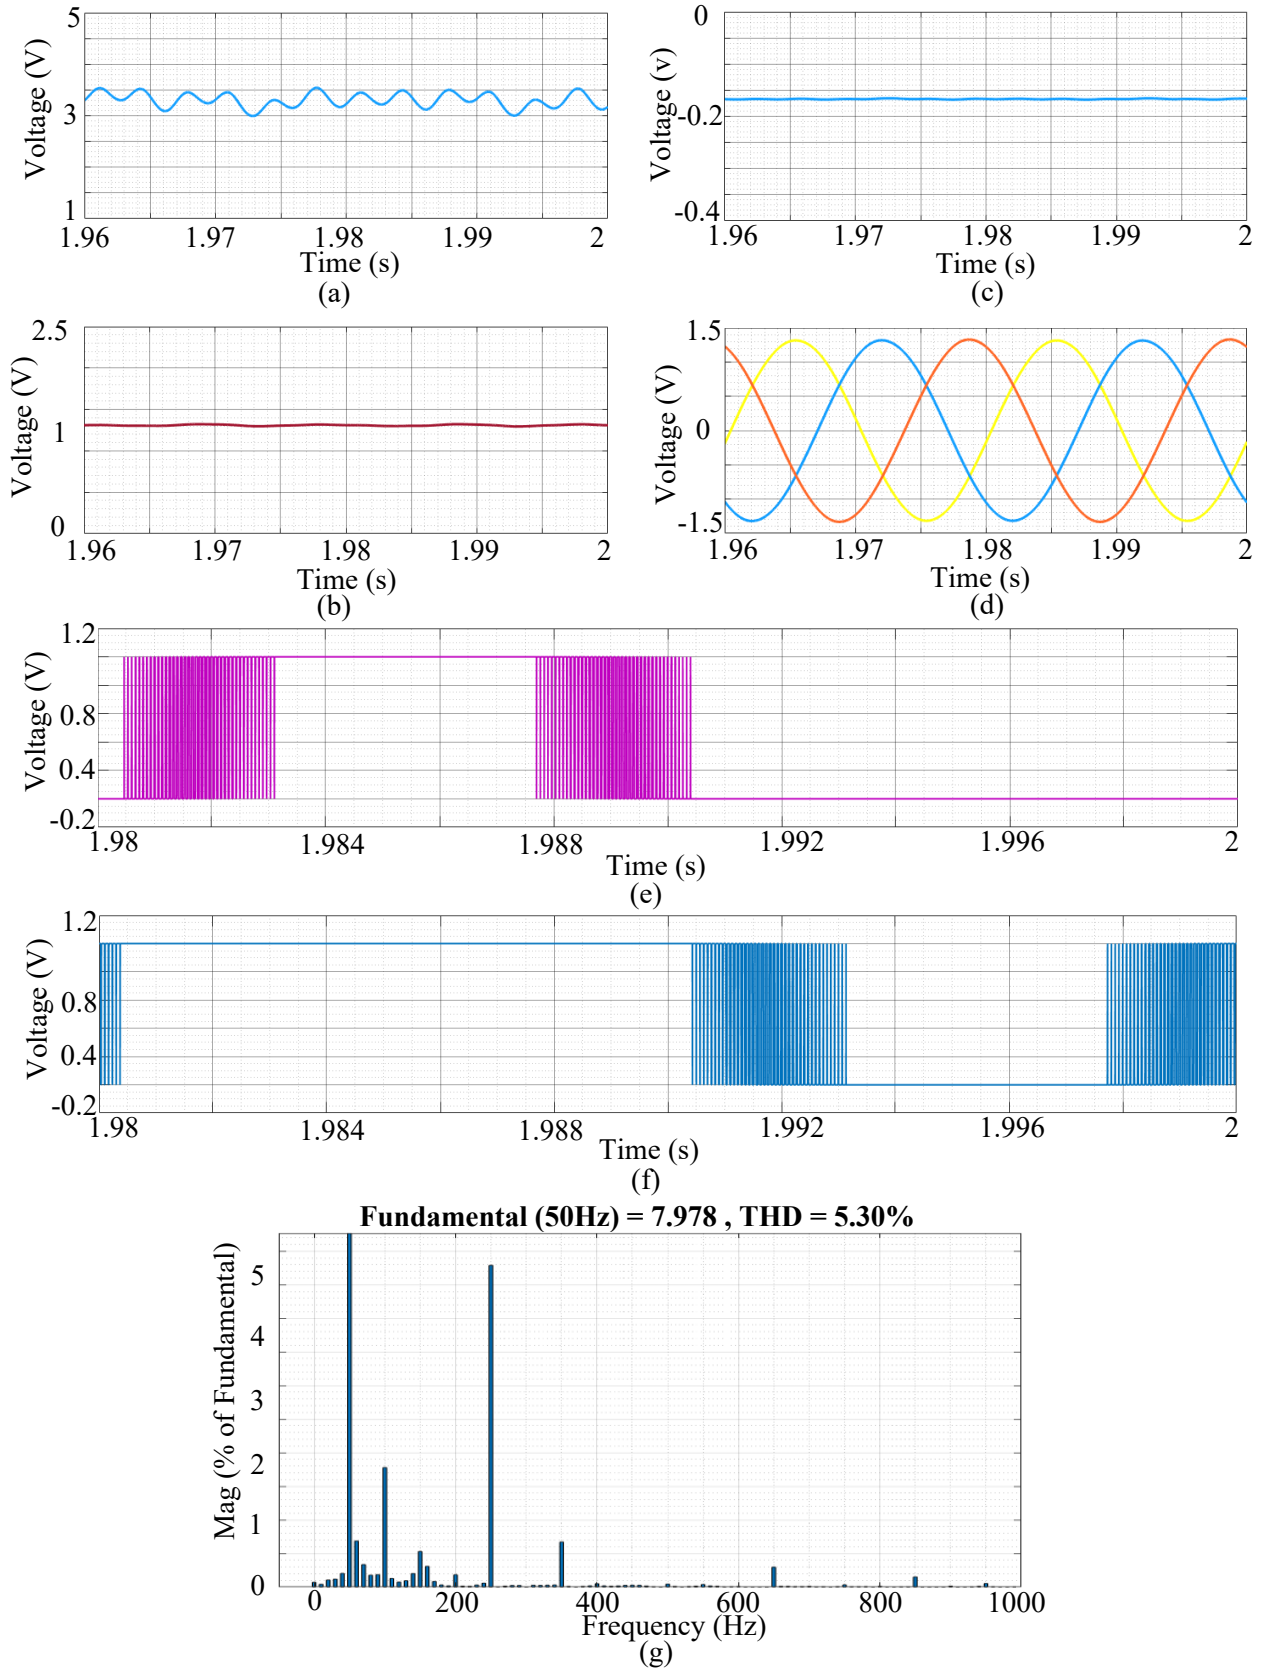 5
3
1
Voltage (V)
1.96 1.97 1.98 1.99 2
Time (s)
(a)
0
-0.2
-0.4
Voltage (v)
1.96 1.97 1.98 1.99 2
Time (s)
(c)
2.5
1
0
Voltage (V)
1.96 1.97 1.98 1.99 2
Time (s)
(b)
1.5
0
-1.5
Voltage (V)
1.96 1.97 1.98 1.99 2
Time (s)
(d)
1.2
0.8
0.4
-0.2
Voltage (V)
1.98 1.984 1.988 1.992 1.996 2
Time (s)
(e)
1.2
0.8
0.4
-0.2
Voltage (V)
1.98 1.984 1.988 1.992 1.996 2
Time (s)
(f)
Fundamental (50Hz) = 7.978 , THD = 5.30%
5
4
3
2
1
0
Mag (% of Fundamental)
0 200 400 600 800 1000
Frequency (Hz)
(g)